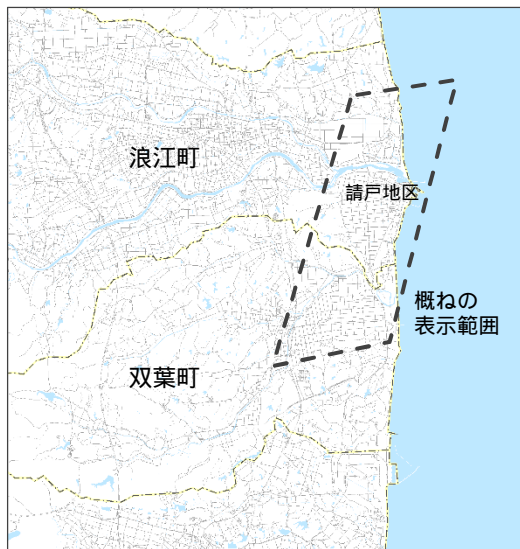 浪江町
請戸地区
概ねの
表示範囲
双葉町